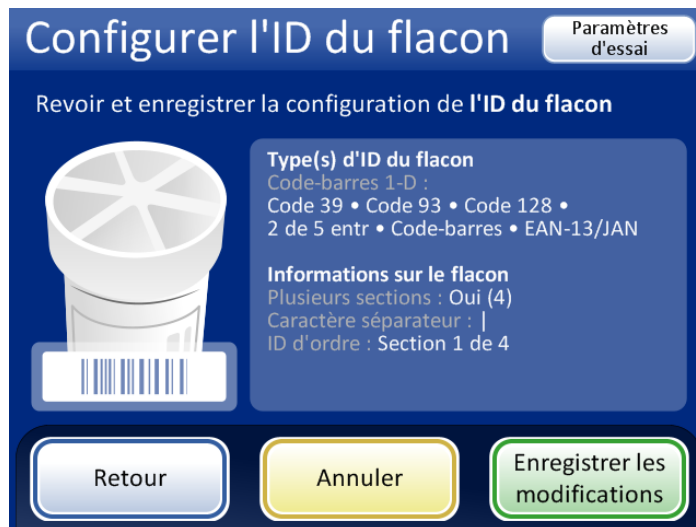 Configurer l'ID du flacon
Paramètres
d'essai
Revoir et enregistrer la configuration de l'ID du flacon
Type(s) d'ID du flacon
Code-barres 1-D :
Code 39 • Code 93 • Code 128 •
2 de 5 entr • Code-barres • EAN-13/JAN
Informations sur le flacon
Plusieurs sections : Oui (4)
Caractère séparateur : |
ID d'ordre : Section 1 de 4
Retour
Annuler
Enregistrer les
modifications